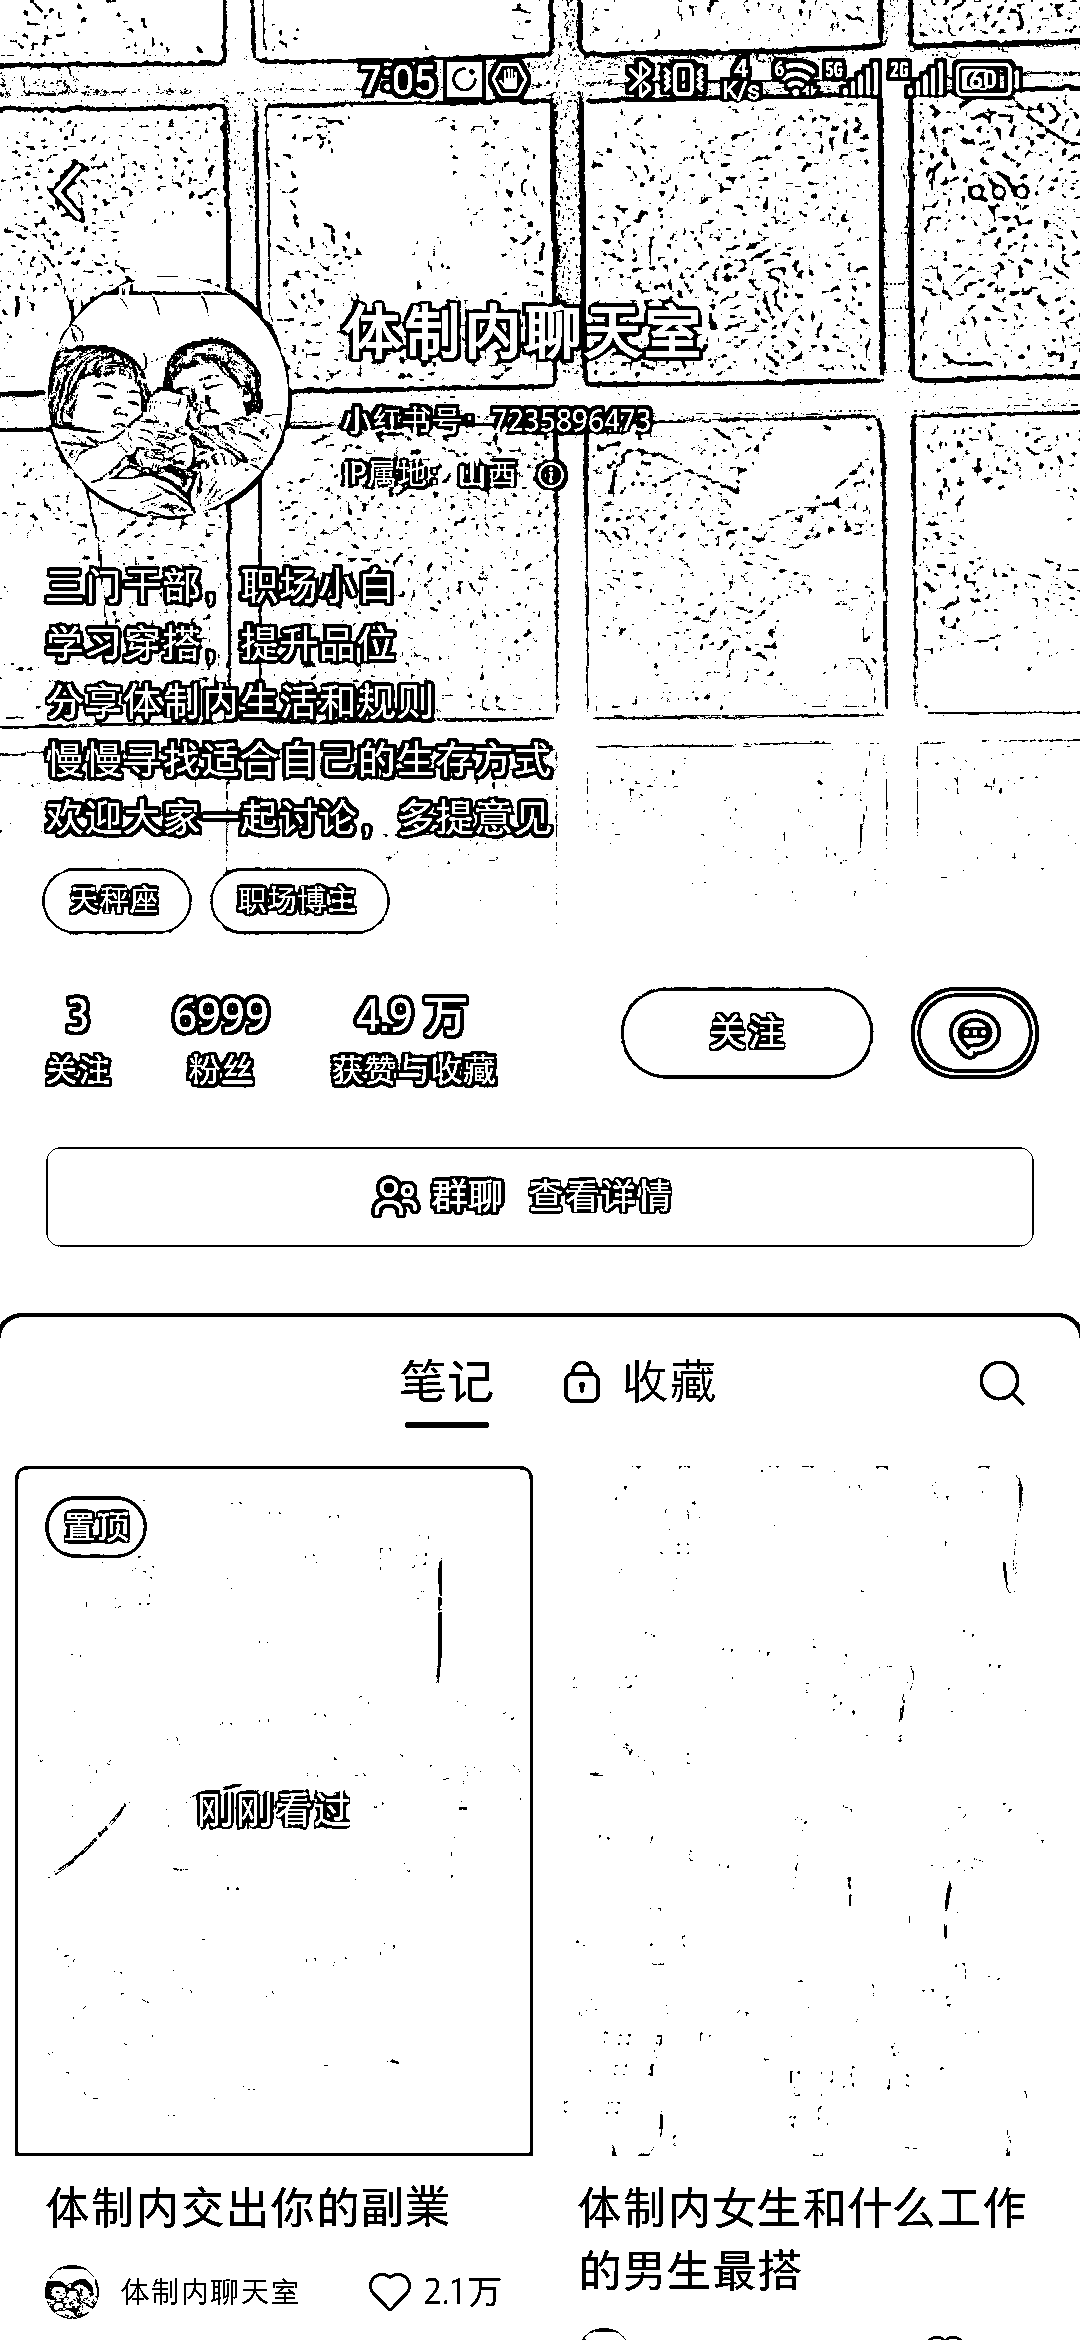 7:05
4 K/s 6 5G 2G 60
体制内聊天室
小红书号：7235896473
IP属地：山西
三门干部，职场小白
学习穿搭，提升品位
分享体制内生活和规则
慢慢寻找适合自己的生存方式
欢迎大家一起讨论，多提意见
天秤座 职场博主
3 6999 4.9万
关注 粉丝 获赞与收藏
关注
群聊 查看详情
笔记 收藏
置顶
刚刚看过
体制内交出你的副業
体制内聊天室 2.1万
体制内女生和什么工作
的男生最搭